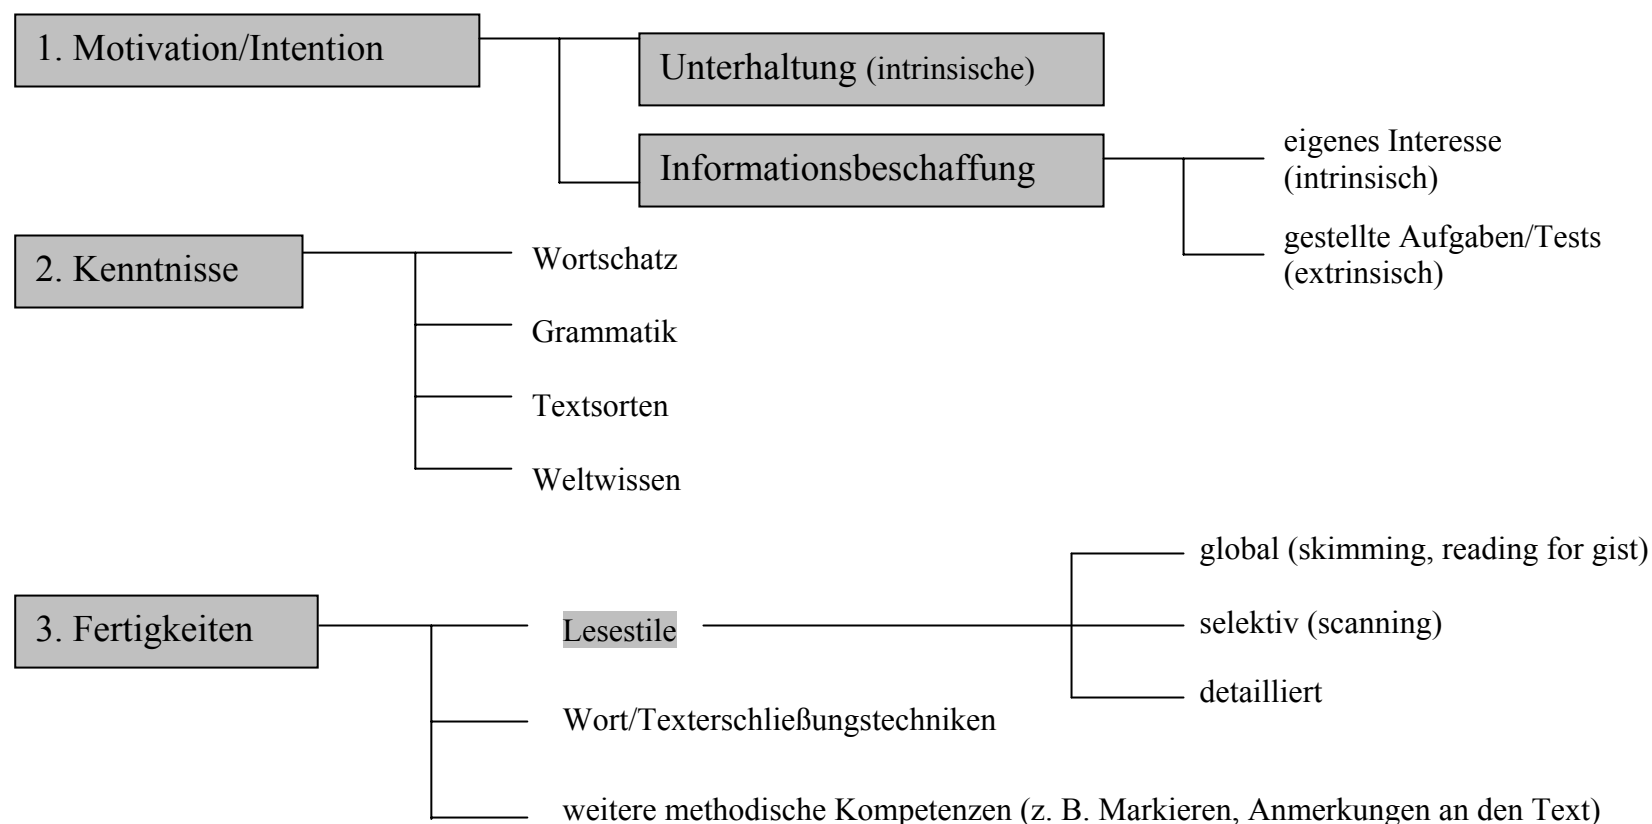 1. Motivation/Intention
Unterhaltung (intrinsische)
Informationsbeschaffung
eigenes Interesse
(intrinsisch)
gestellte Aufgaben/Tests
(extrinsisch)
2. Kenntnisse
Wortschatz
Grammatik
Textsorten
Weltwissen
3. Fertigkeiten
Lesestile
global (skimming, reading for gist)
selektiv (scanning)
detailliert
Wort/Texterschließungstechniken
weitere methodische Kompetenzen (z. B. Markieren, Anmerkungen an den Text)